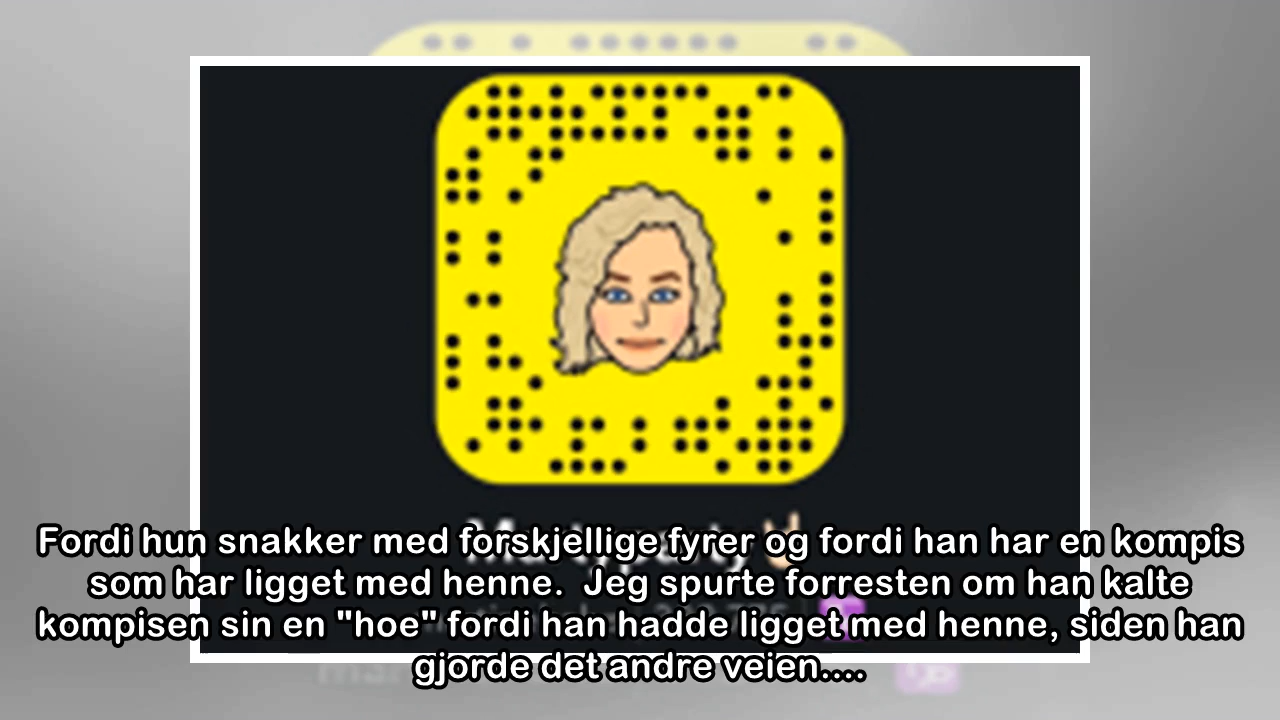 Fordi hun snakker med forskjellige fyrer og fordi han har en kompis
som har ligget med henne.  Jeg spurte forresten om han kalte
kompisen sin en "hoe" fordi han hadde ligget med henne, siden han
gjorde det andre veien....